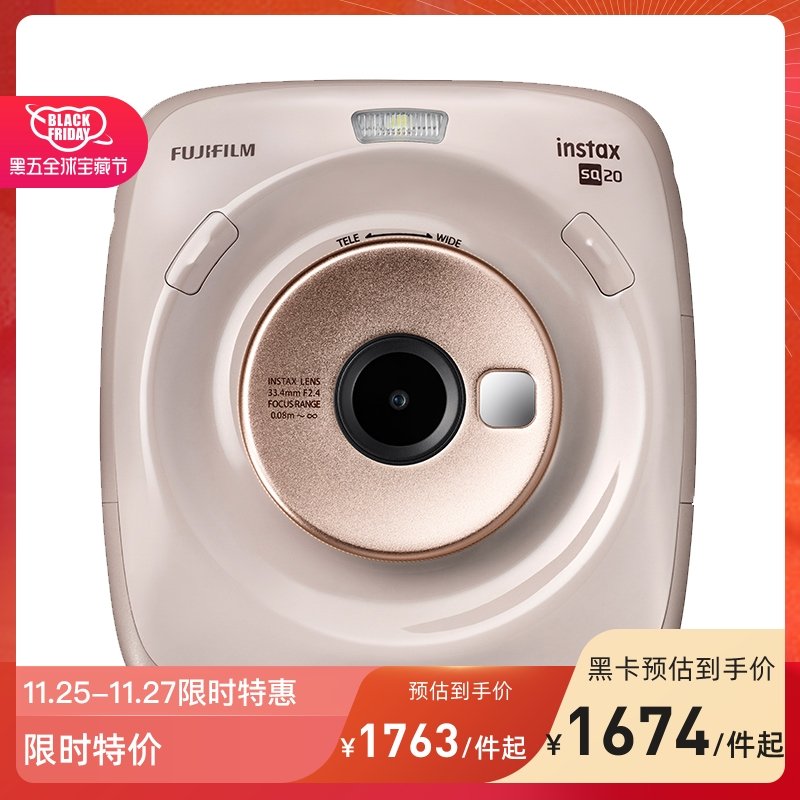 BLACK
FRIDAY
黑五全球宝藏节
FUJIFILM
instax
SQ20
TELE WIDE
INSTAX LENS
33.4mm F2.4
FOCUS RANGE
0.08m～∞
11.25–11.27限时特惠
限时特价
预估到手价
¥1763/件起
黑卡预估到手价
¥1674/件起